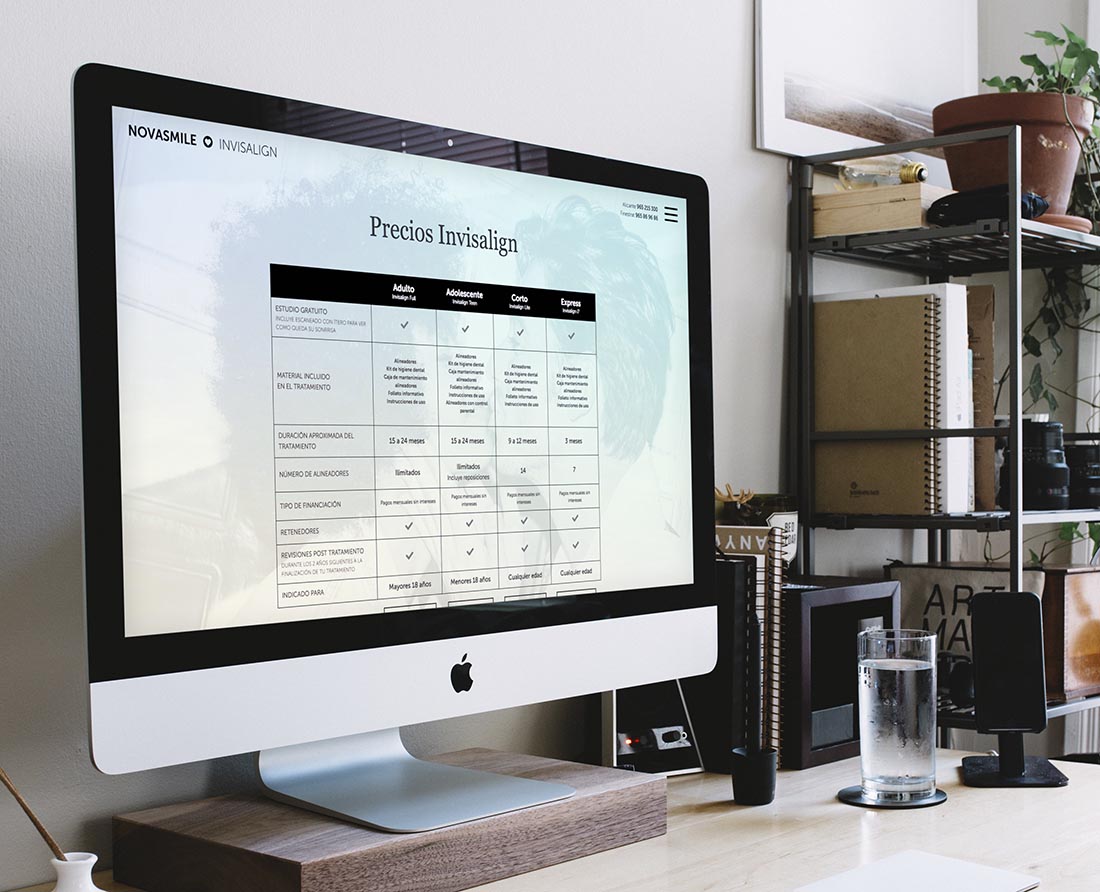 NOVASMILE INVISALIGN
Alicante 965 215 300
Finestrat 965 86 96 86
Precios Invisalign
Adulto Adolescente Corto Express
Invisalign Full Invisalign Teen Invisalign Lite Invisalign i7
ESTUDIO GRATUITO
INCLUYE ESCANEADO CON ITERO PARA VER
COMO QUEDA SU SONRISA
MATERIAL INCLUIDO
EN EL TRATAMIENTO
Alineadores
Kit de higiene dental
Caja de mantenimiento
alineadores
Folleto informativo
Instrucciones de uso
Alineadores
Kit de higiene dental
Caja mantenimiento
alineadores
Folleto informativo
Instrucciones de uso
Alineadores con control
parental
Alineadores
Kit de higiene dental
Caja mantenimiento
alineadores
Folleto informativo
Instrucciones de uso
Alineadores
Kit de higiene dental
Caja mantenimiento
alineadores
Folleto informativo
Instrucciones de uso
DURACIÓN APROXIMADA DEL
TRATAMIENTO
15 a 24 meses 15 a 24 meses 9 a 12 meses 3 meses
NÚMERO DE ALINEADORES
Ilimitados
Ilimitados
Incluye reposiciones
14
7
TIPO DE FINANCIACIÓN
Pagos mensuales sin intereses
Pagos mensuales sin
intereses
Pagos mensuales sin
intereses
Pagos mensuales sin
intereses
RETENEDORES
REVISIONES POST TRATAMIENTO
DURANTE LOS 2 AÑOS SIGUIENTES A LA
FINALIZACIÓN DE TU TRATAMIENTO
INDICADO PARA
Mayores 18 años Menores 18 años Cualquier edad Cualquier edad
iPad Air
ANY
ART
MA